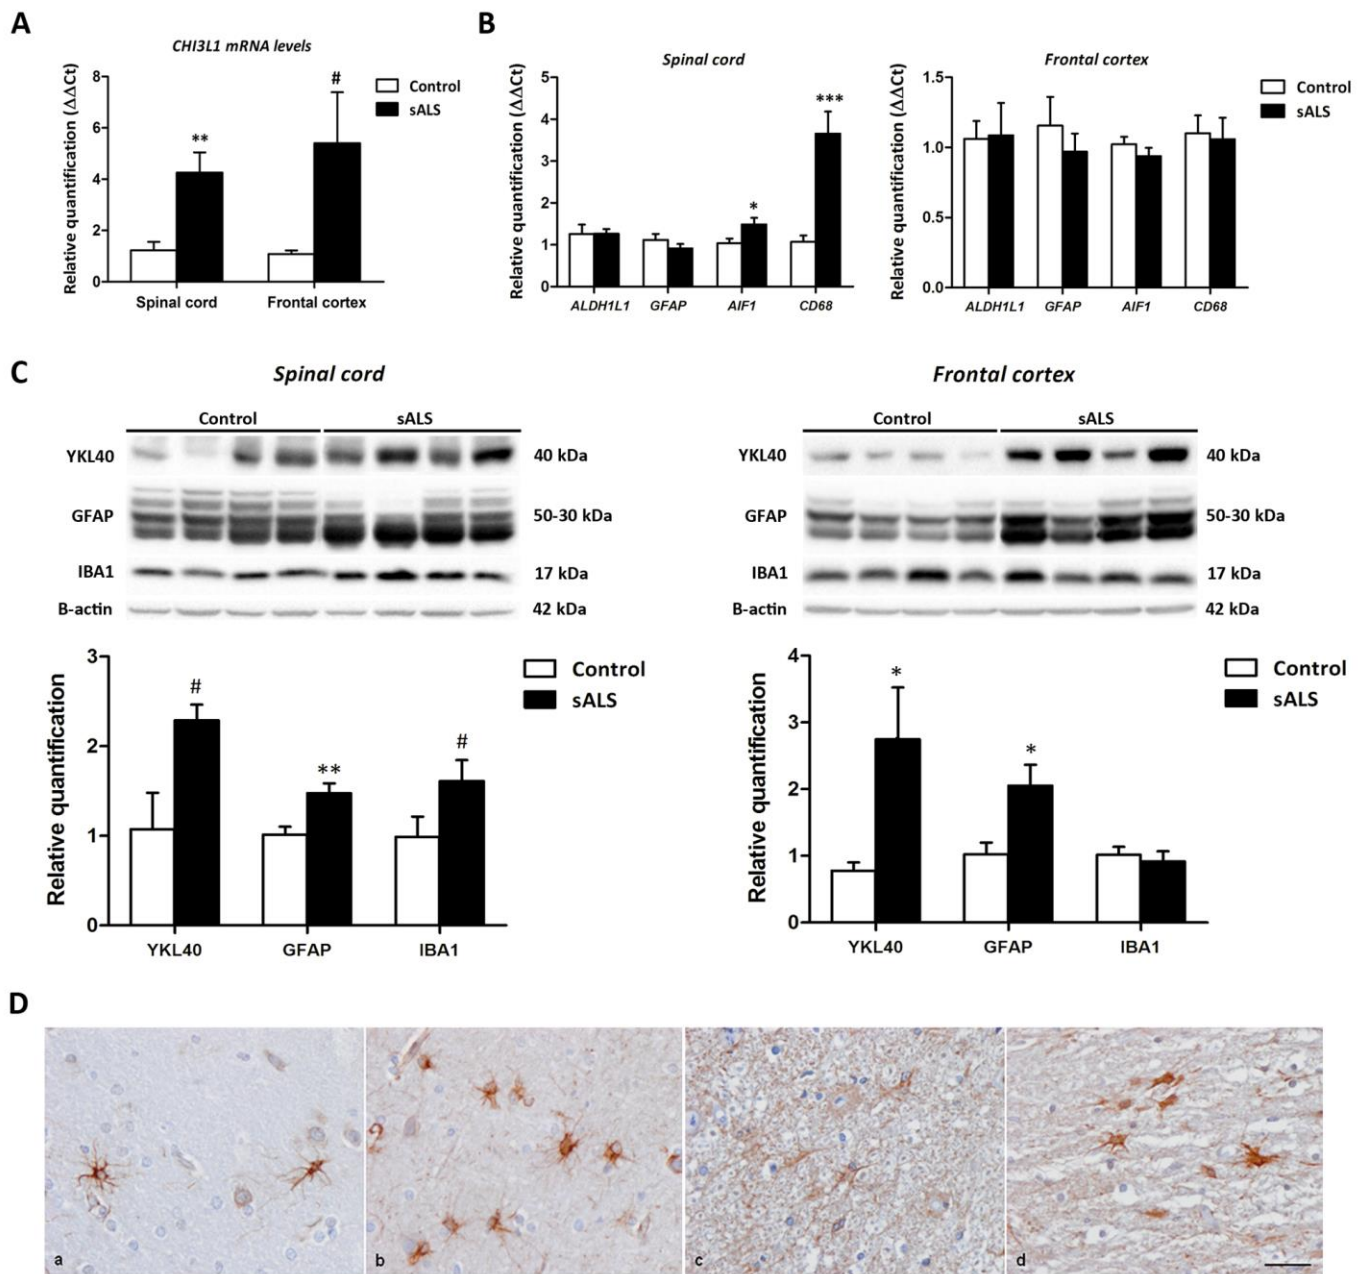 A
CHI3L1 mRNA levels
Relative quantification (ΔΔCt)
8
6
4
2
0
**
#
Control
sALS
Spinal cord Frontal cortex
B
Spinal cord
Relative quantification (ΔΔCt)
5
4
3
2
1
0
*
***
ALDH1L1 GFAP AIF1 CD68
Frontal cortex
Relative quantification (ΔΔCt)
1.5
1.0
0.5
0.0
Control
sALS
ALDH1L1 GFAP AIF1 CD68
C
Spinal cord
Control sALS
YKL40 40 kDa
GFAP 50-30 kDa
IBA1 17 kDa
B-actin 42 kDa
Relative quantification
3
2
1
0
#
**
#
Control
sALS
YKL40 GFAP IBA1
Frontal cortex
Control sALS
YKL40 40 kDa
GFAP 50-30 kDa
IBA1 17 kDa
B-actin 42 kDa
Relative quantification
4
3
2
1
0
*
*
Control
sALS
YKL40 GFAP IBA1
D
a
b
c
d